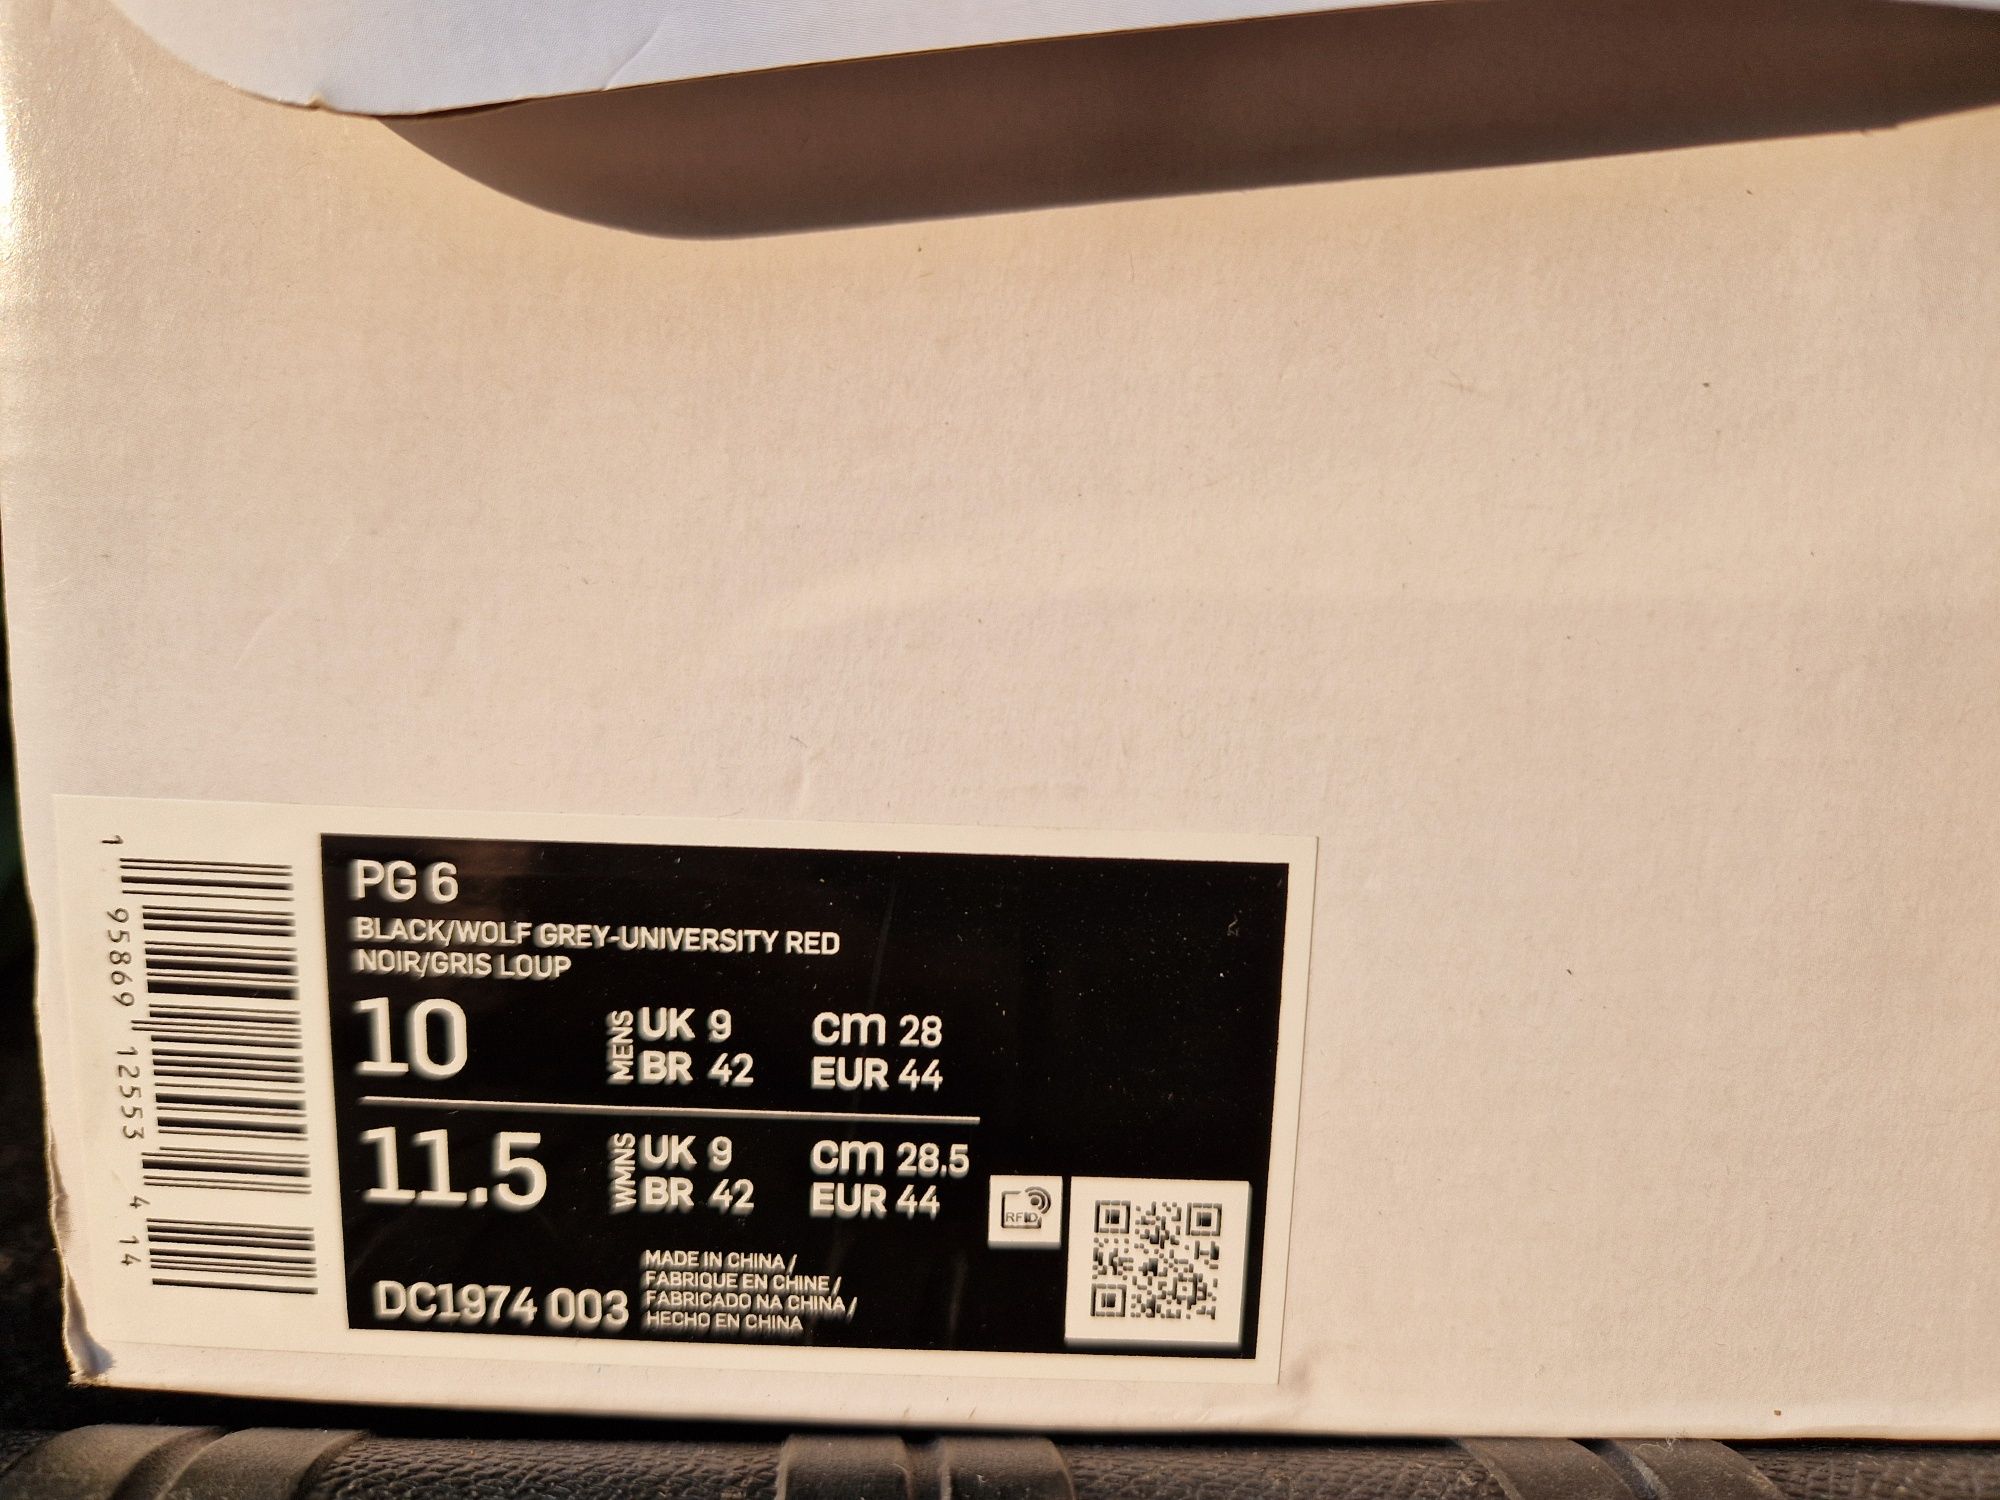 PG 6
BLACK/WOLF GREY-UNIVERSITY RED
NOIR/GRIS LOUP
10
MENS
UK 9
cm 28
BR 42
EUR 44
11.5
WMNS
UK 9
cm 28.5
BR 42
EUR 44
RFID
DC1974 003
MADE IN CHINA /
FABRIQUE EN CHINE /
FABRICADO NA CHINA /
HECHO EN CHINA
1 95869 12553 4 14